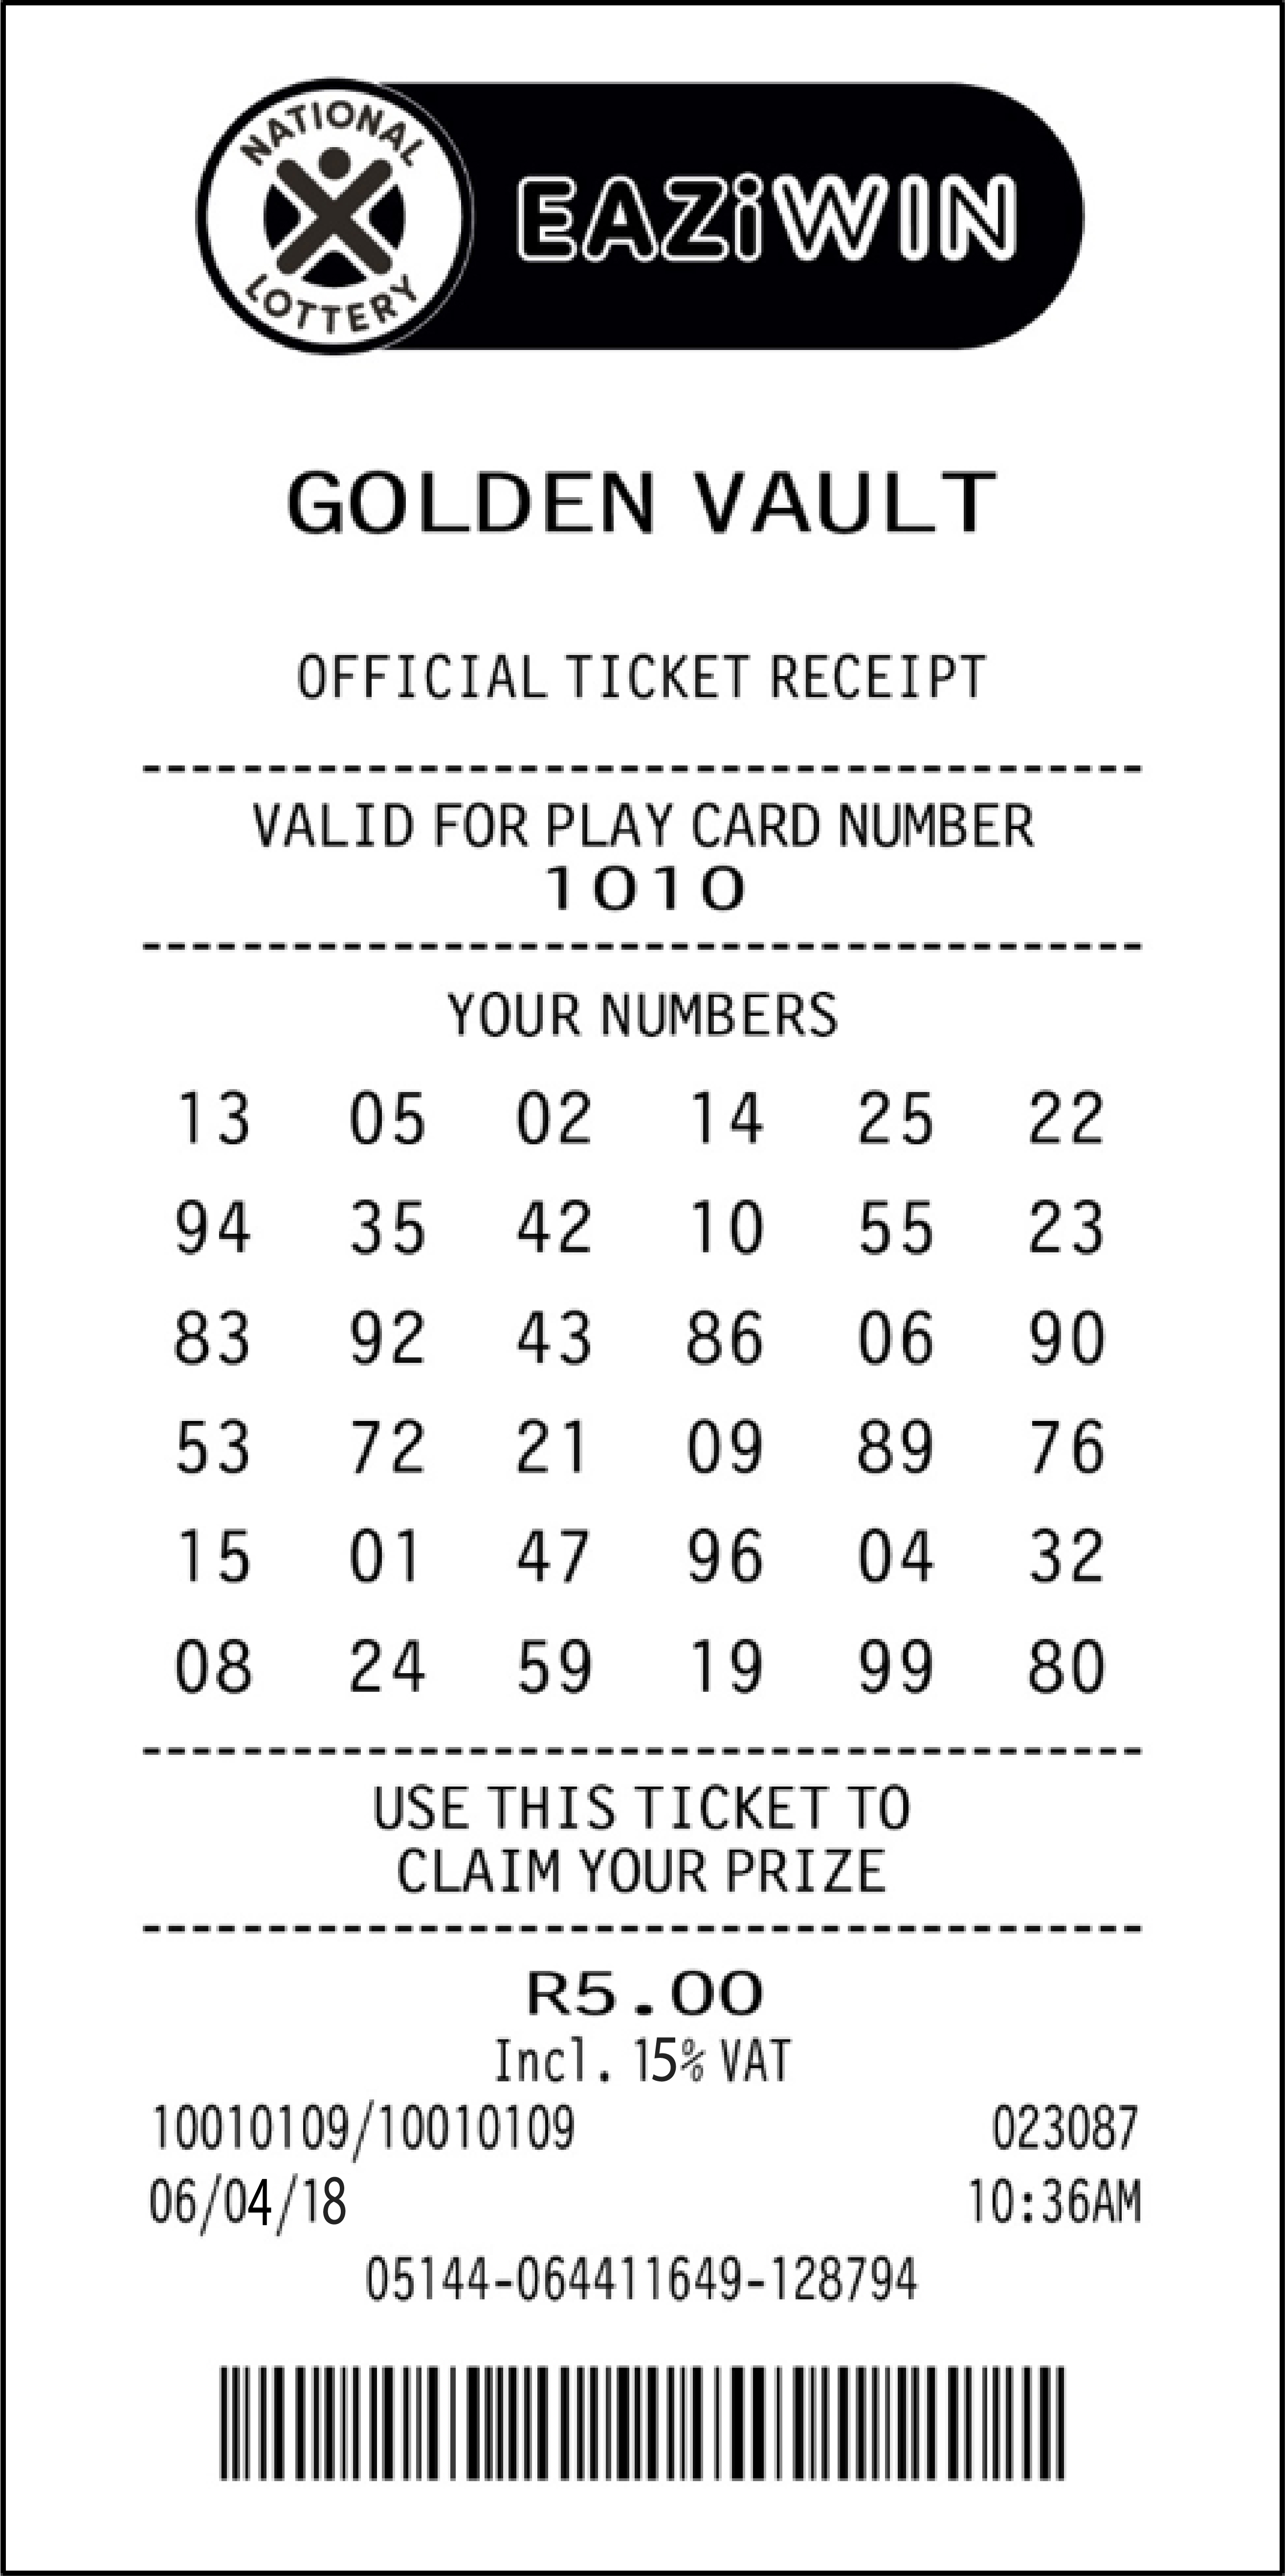 NATIONAL
LOTTERY
EAZiWIN
GOLDEN VAULT
OFFICIAL TICKET RECEIPT
----------------------------------------
VALID FOR PLAY CARD NUMBER
1010
----------------------------------------
YOUR NUMBERS
13 05 02 14 25 22
94 35 42 10 55 23
83 92 43 86 06 90
53 72 21 09 89 76
15 01 47 96 04 32
08 24 59 19 99 80
----------------------------------------
USE THIS TICKET TO
CLAIM YOUR PRIZE
----------------------------------------
R5.00
Incl. 15% VAT
10010109/10010109 023087
06/04/18 10:36AM
05144-064411649-128794